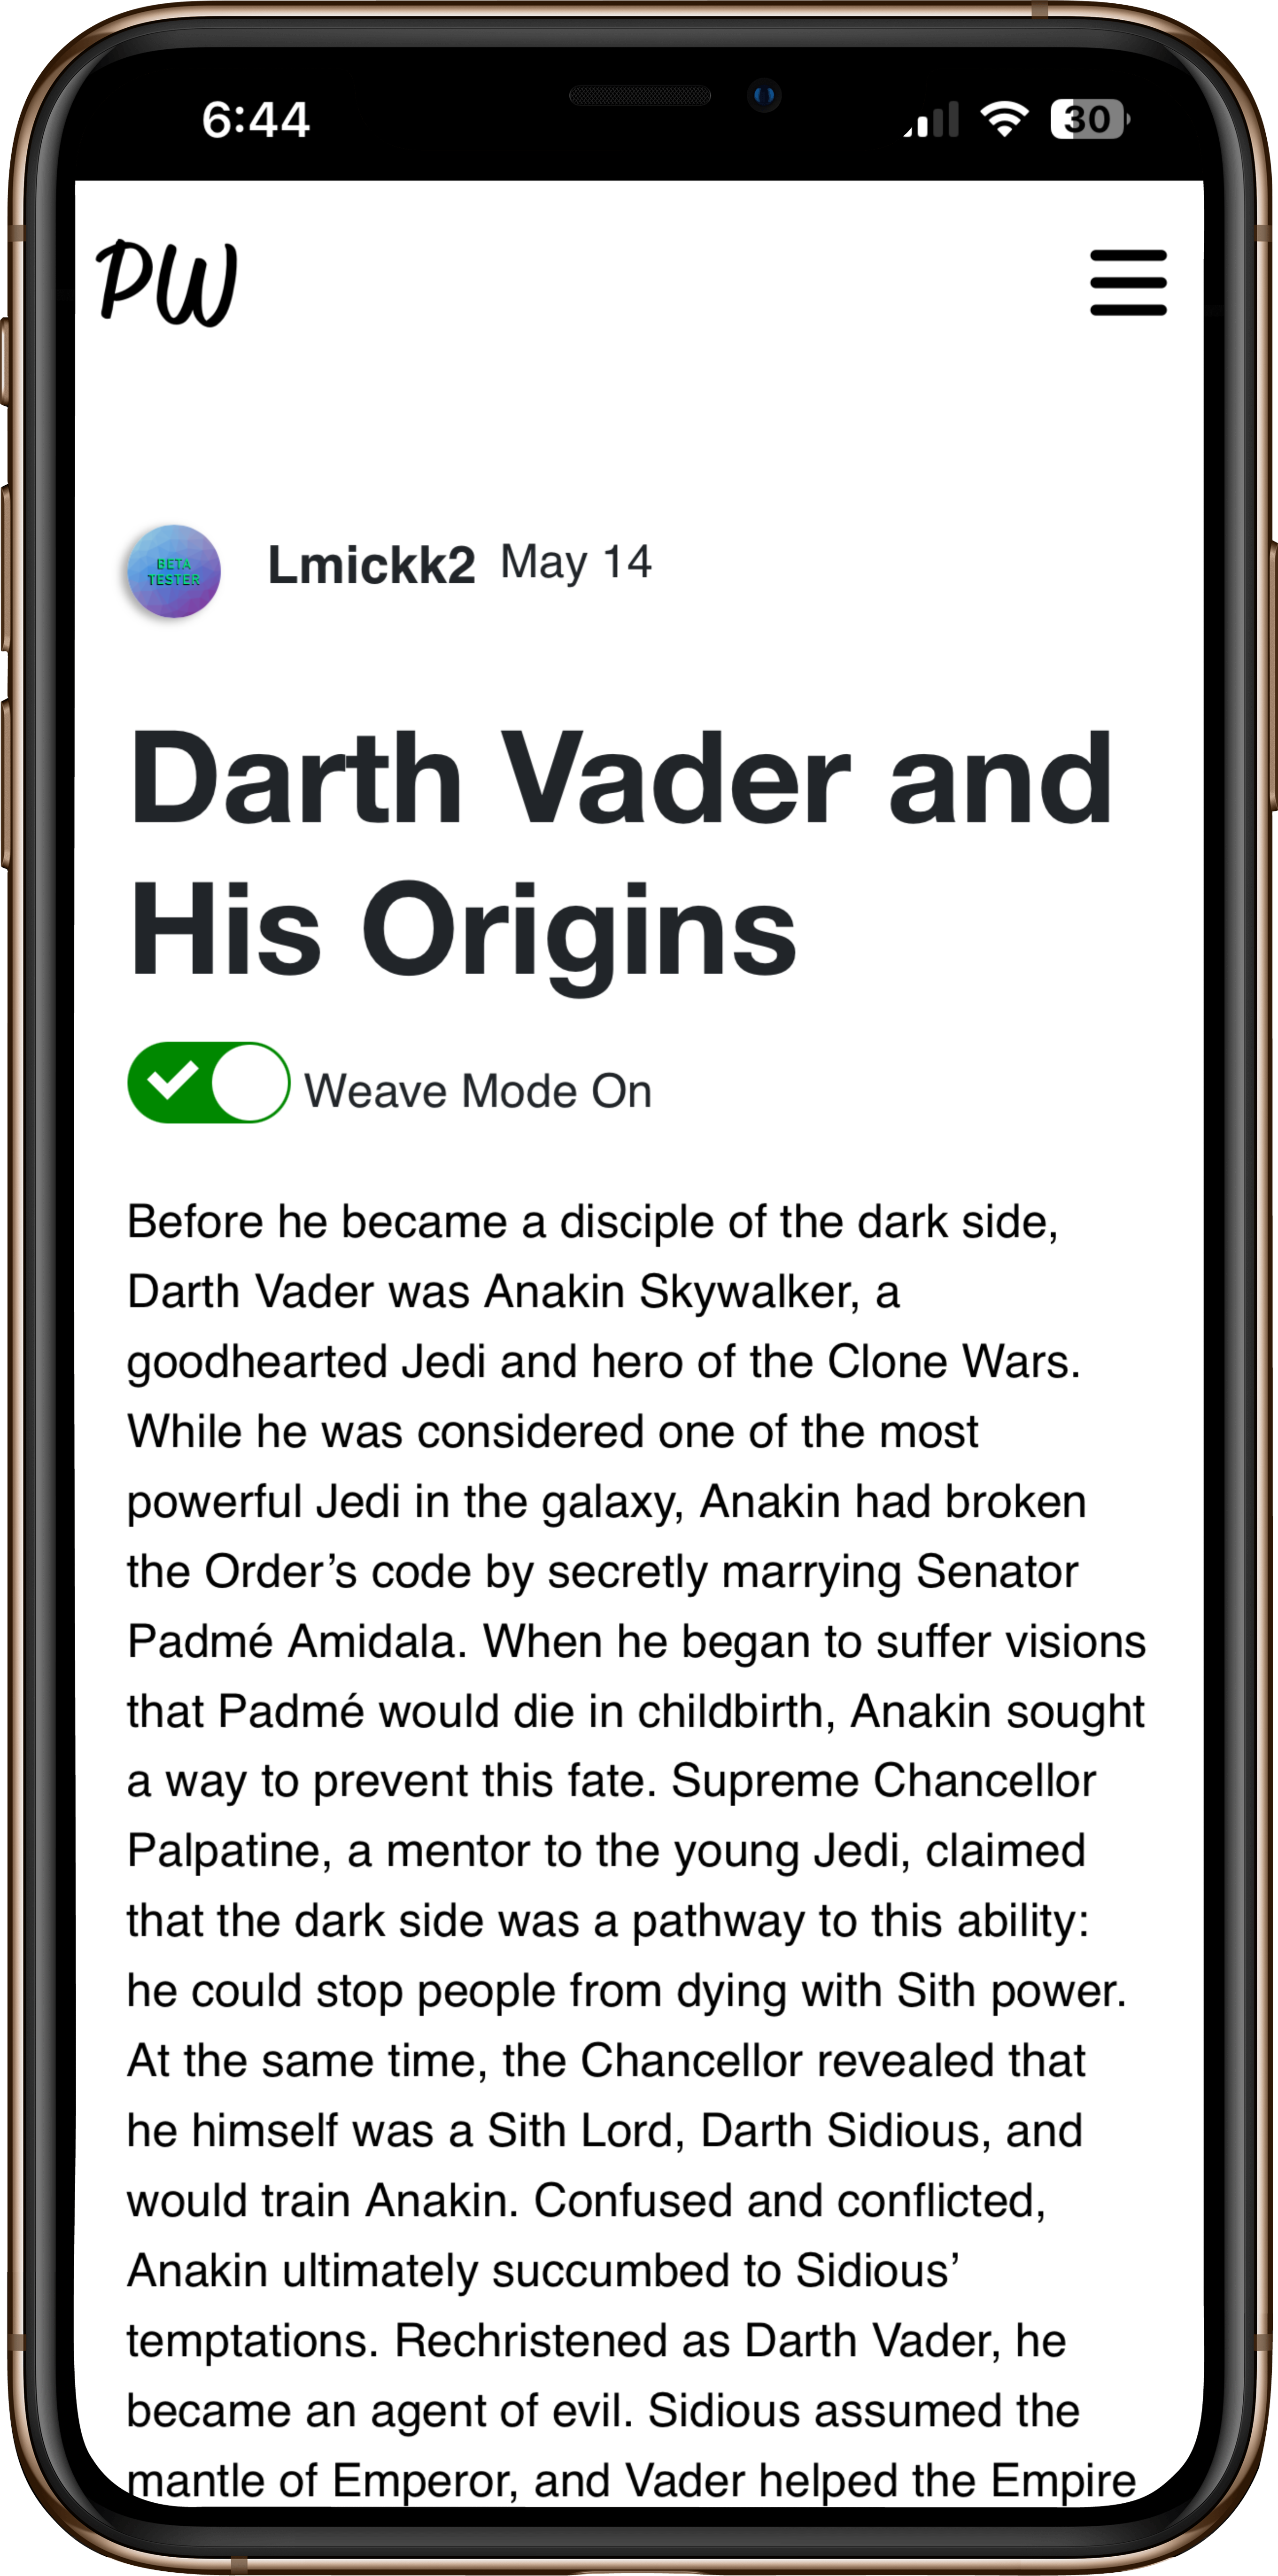 6:44
30
PW
BETA
TESTER
Lmickk2 May 14
Darth Vader and
His Origins
Weave Mode On
Before he became a disciple of the dark side,
Darth Vader was Anakin Skywalker, a
goodhearted Jedi and hero of the Clone Wars.
While he was considered one of the most
powerful Jedi in the galaxy, Anakin had broken
the Order’s code by secretly marrying Senator
Padmé Amidala. When he began to suffer visions
that Padmé would die in childbirth, Anakin sought
a way to prevent this fate. Supreme Chancellor
Palpatine, a mentor to the young Jedi, claimed
that the dark side was a pathway to this ability:
he could stop people from dying with Sith power.
At the same time, the Chancellor revealed that
he himself was a Sith Lord, Darth Sidious, and
would train Anakin. Confused and conflicted,
Anakin ultimately succumbed to Sidious’
temptations. Rechristened as Darth Vader, he
became an agent of evil. Sidious assumed the
mantle of Emperor, and Vader helped the Empire